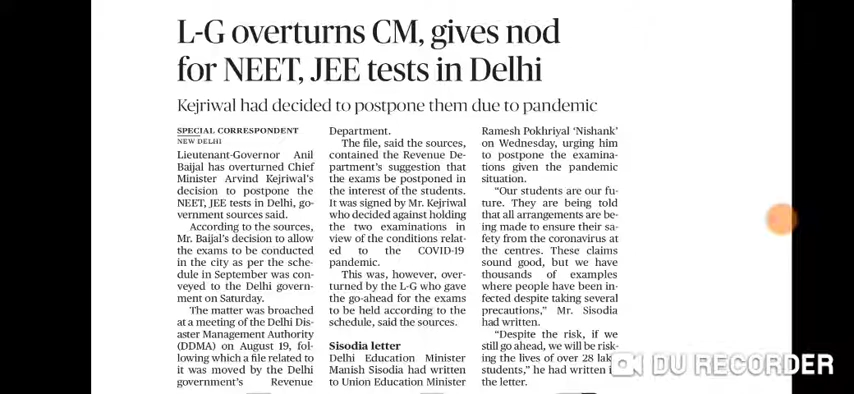 L-G overturns CM, gives nod
for NEET, JEE tests in Delhi
Kejriwal had decided to postpone them due to pandemic
SPECIAL CORRESPONDENT
NEW DELHI
Lieutenant-Governor Anil
Baijal has overturned Chief
Minister Arvind Kejriwal's
decision to postpone the
NEET, JEE tests in Delhi, go-
vernment sources said.
According to the sources,
Mr. Baijal's decision to allow
the exams to be conducted
in the city as per the sche-
dule in September was con-
veyed to the Delhi govern-
ment on Saturday.
The matter was broached
at a meeting of the Delhi Dis-
aster Management Authority
(DDMA) on August 19, fol-
lowing which a file related to
it was moved by the Delhi
government's Revenue
Department.
The file, said the sources,
contained the Revenue De-
partment's suggestion that
the exams be postponed in
the interest of the students.
It was signed by Mr. Kejriwal
who decided against holding
the two examinations in
view of the conditions relat-
ed to the COVID-19
pandemic.
This was, however, over-
turned by the L-G who gave
the go-ahead for the exams
to be held according to the
schedule, said the sources.
Sisodia letter
Delhi Education Minister
Manish Sisodia had written
to Union Education Minister
Ramesh Pokhriyal 'Nishank'
on Wednesday, urging him
to postpone the examina-
tions given the pandemic
situation.
"Our students are our fu-
ture. They are being told
that all arrangements are be-
ing made to ensure their sa-
fety from the coronavirus at
the centres. These claims
sound good, but we have
thousands of examples
where people have been in-
fected despite taking several
precautions," Mr. Sisodia
had written.
"Despite the risk, if we
still go ahead, we will be risk-
ing the lives of over 28
students," he had written
the letter.
DU RECORDER